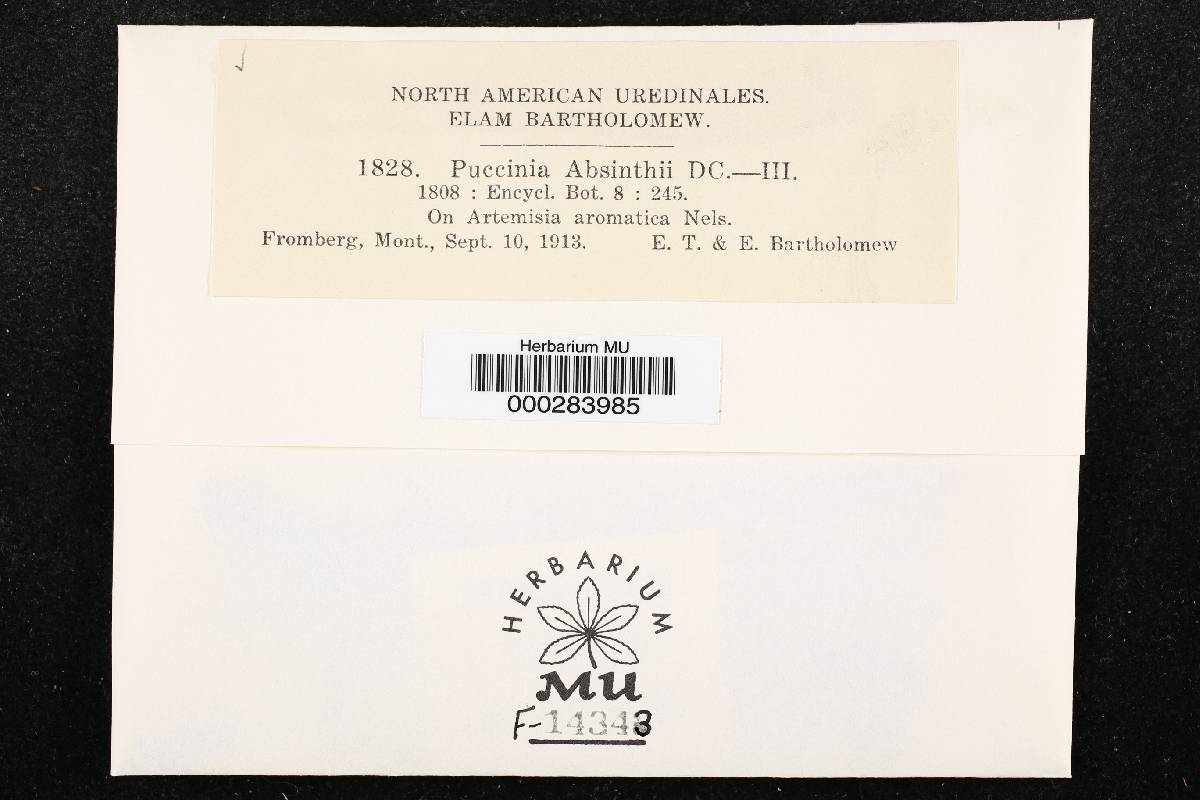 NORTH AMERICAN UREDINALES.
ELAM BARTHOLOMEW.
1828. Puccinia Absinthii DC.—III.
1808 : Encycl. Bot. 8 : 245.
On Artemisia aromatica Nels.
Fromberg, Mont., Sept. 10, 1913. E. T. & E. Bartholomew
Herbarium MU
000283985
HERBARIUM
MU
F-14343